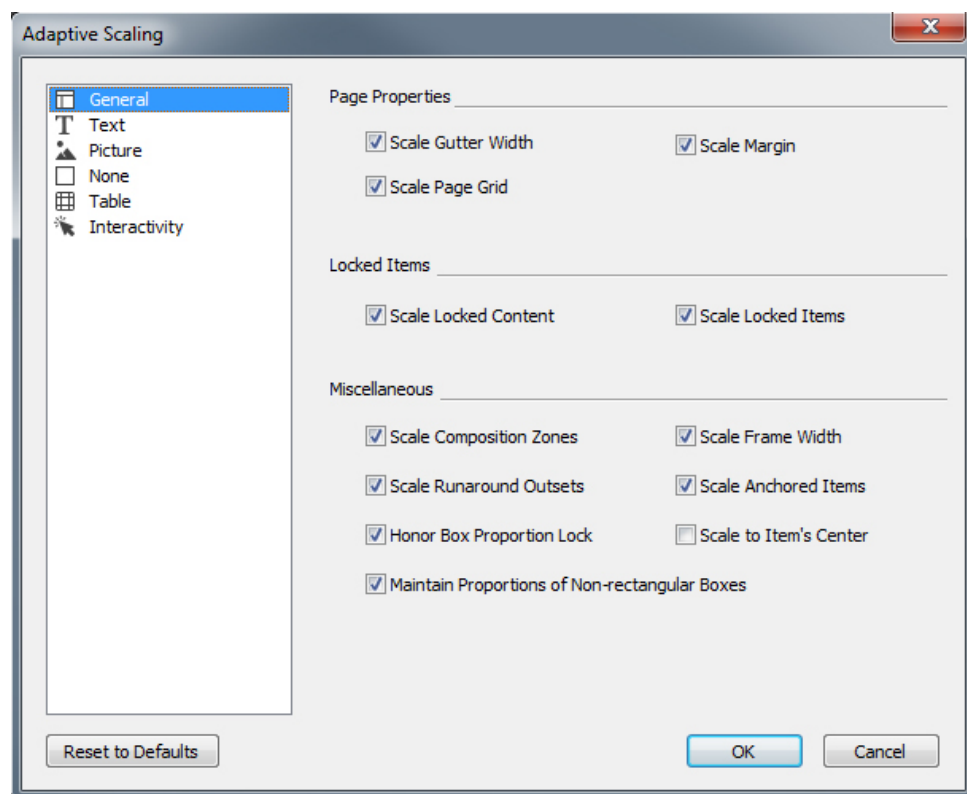 Adaptive Scaling
General
Text
Picture
None
Table
Interactivity
Page Properties
Scale Gutter Width
Scale Margin
Scale Page Grid
Locked Items
Scale Locked Content
Scale Locked Items
Miscellaneous
Scale Composition Zones
Scale Frame Width
Scale Runaround Outsets
Scale Anchored Items
Honor Box Proportion Lock
Scale to Item's Center
Maintain Proportions of Non-rectangular Boxes
Reset to Defaults
OK
Cancel